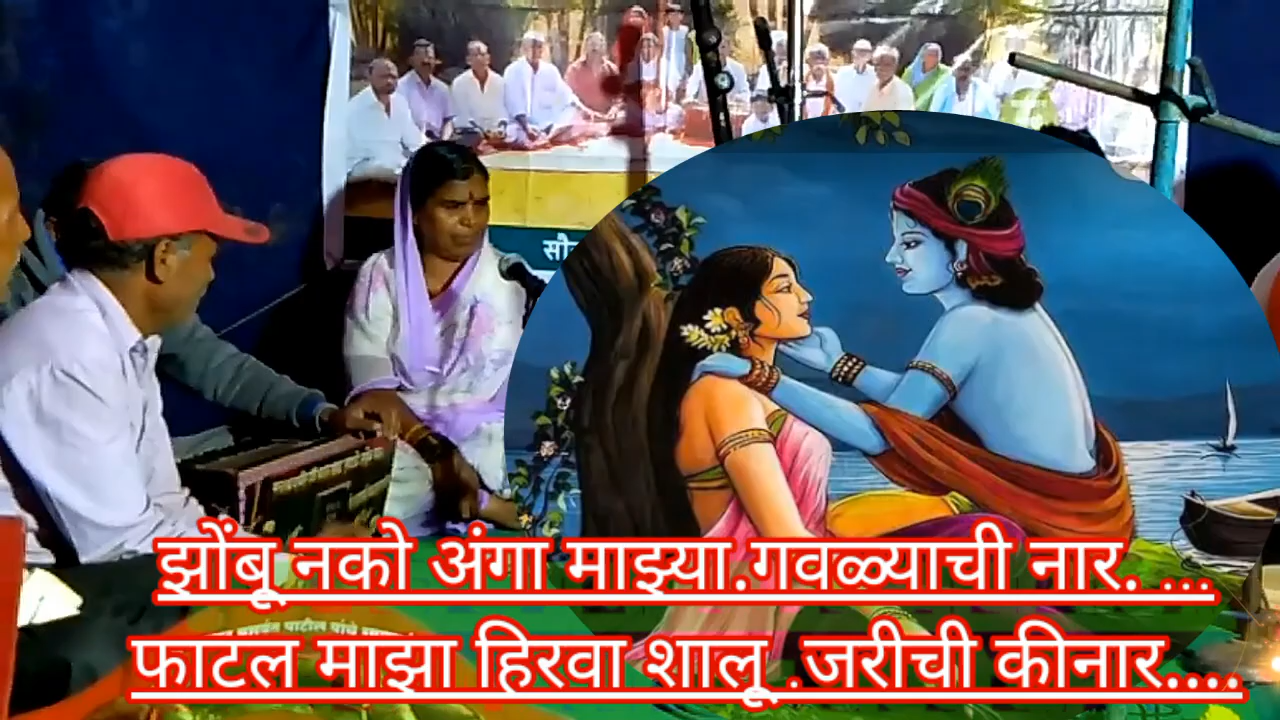 सौ
झोंबू नको अंगा माझ्या.गवळ्याची नार. ...
पाटील यांचे
फाटल माझा हिरवा शालू .जरीची कीनार....